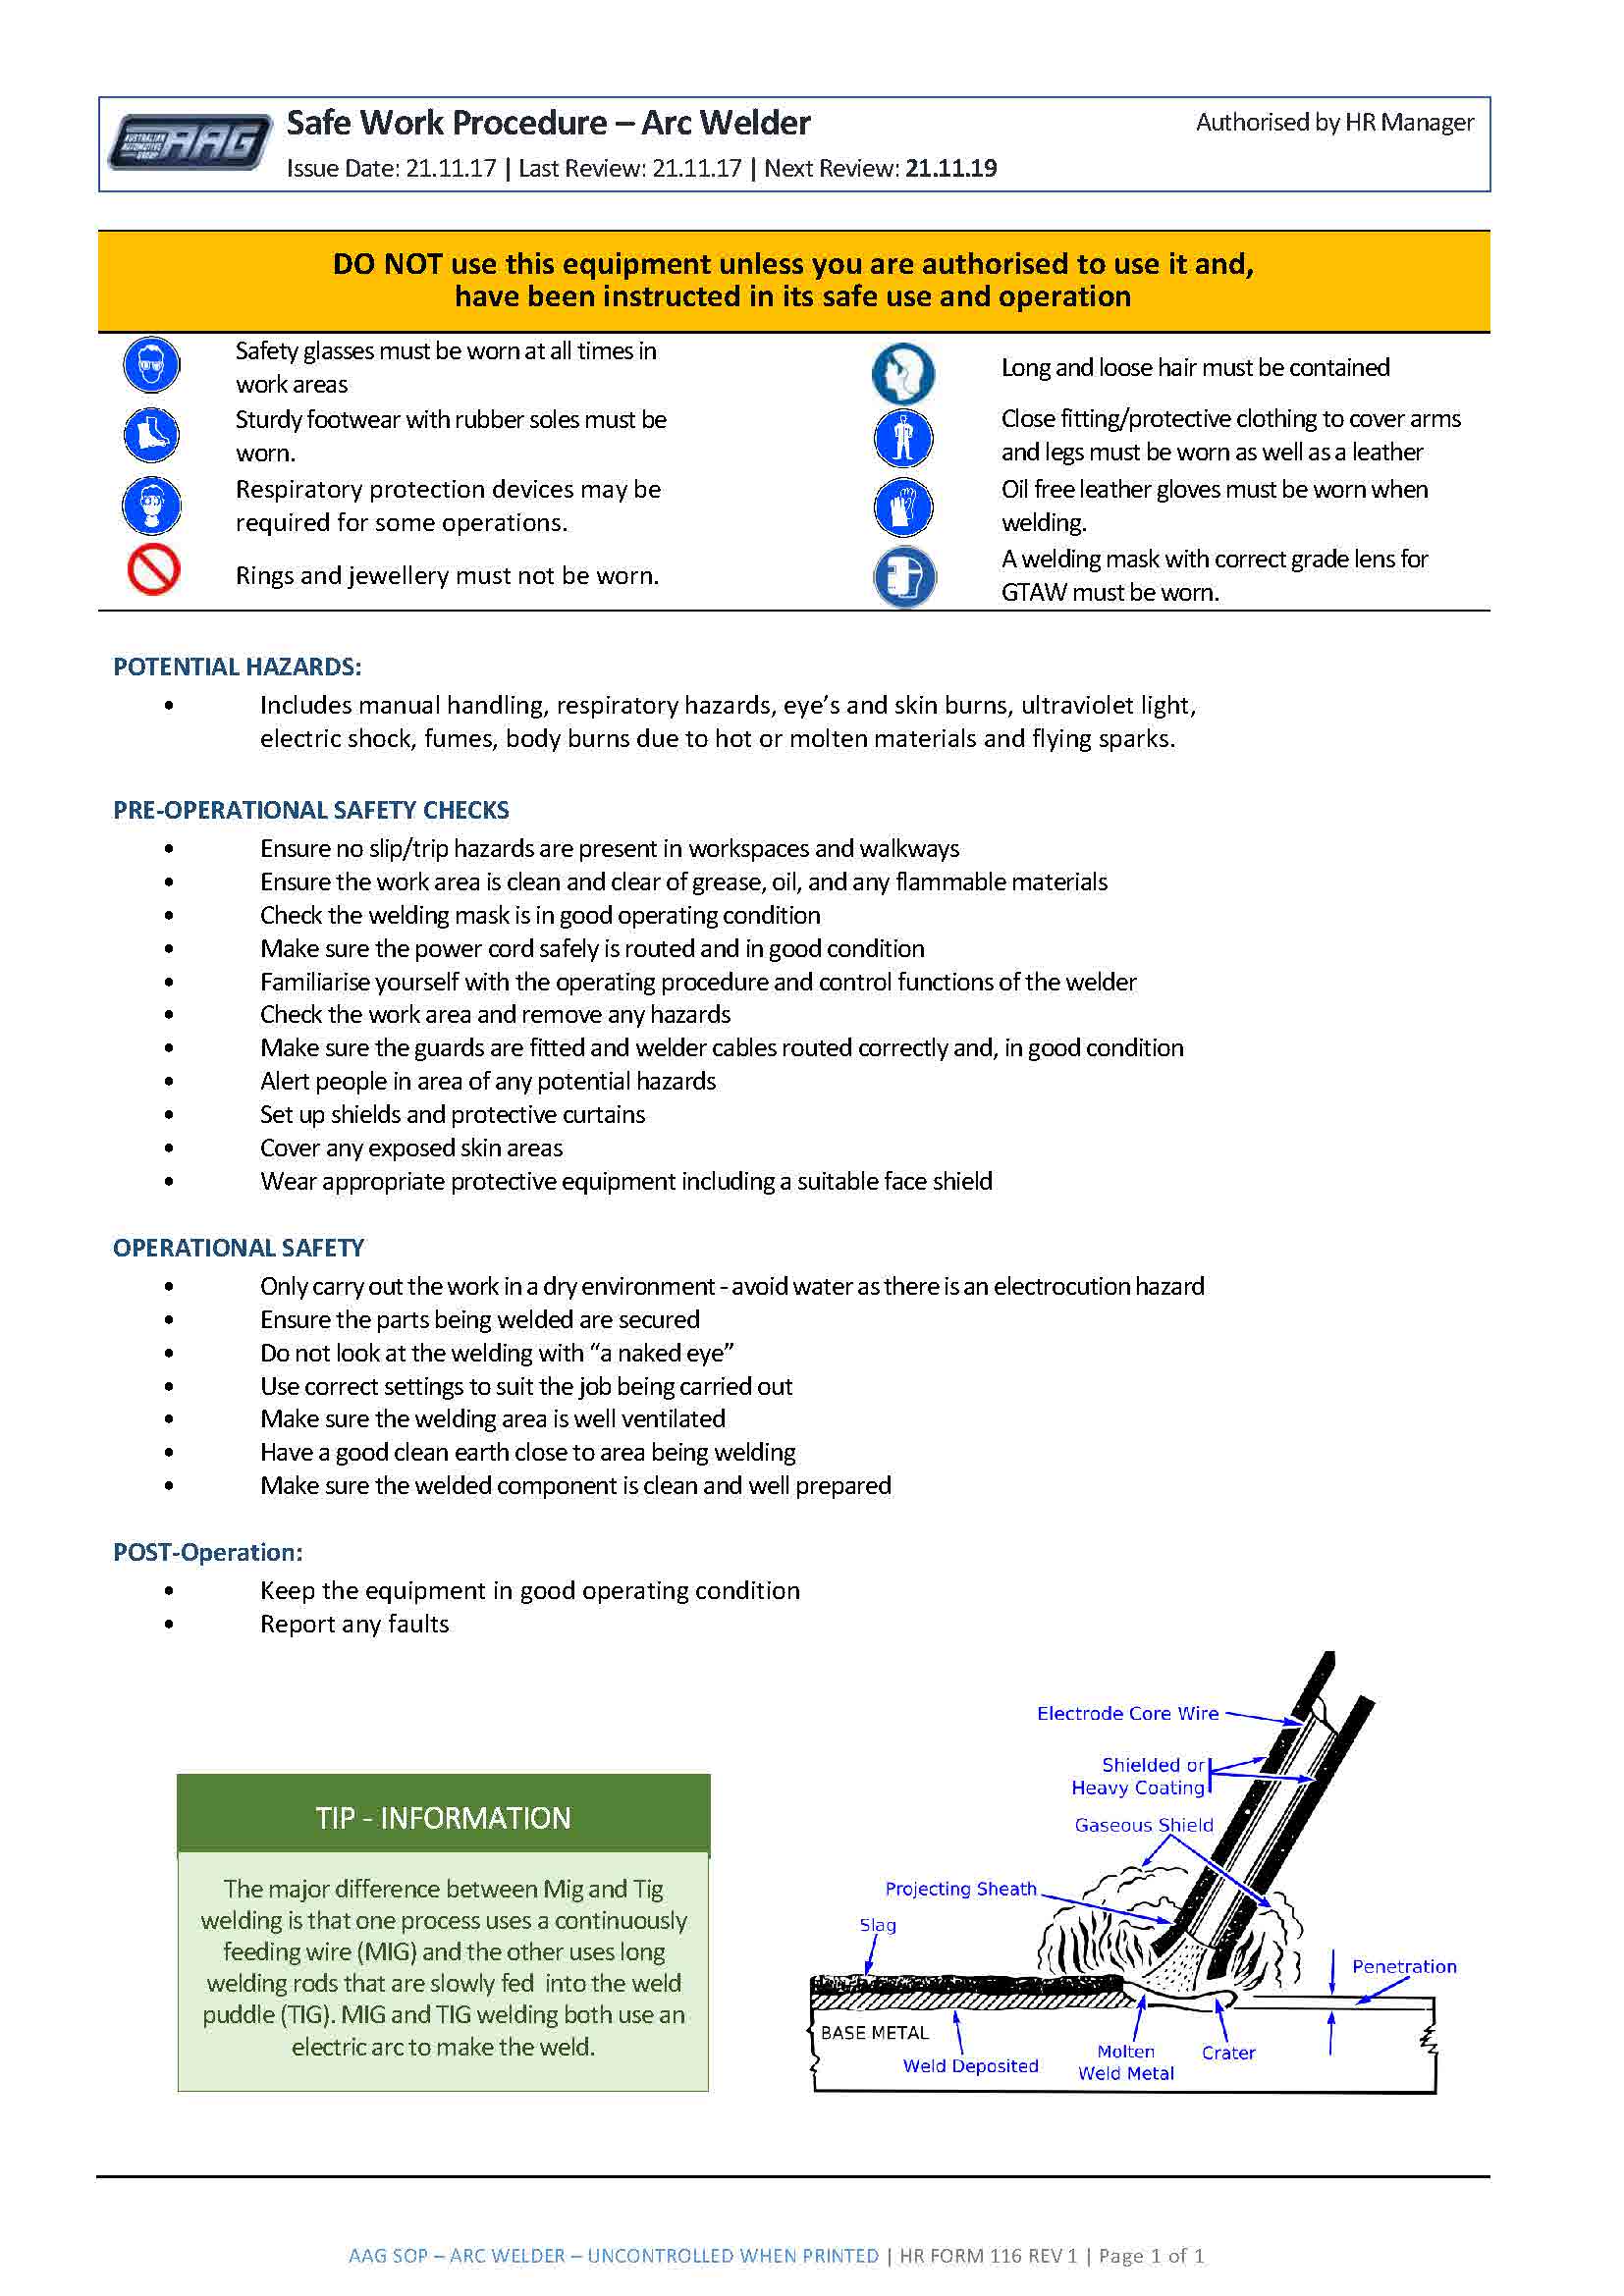 AUSTRALIAN
AUTOMOTIVE
GROUP
AAG
Safe Work Procedure – Arc Welder
Authorised by HR Manager
Issue Date: 21.11.17 | Last Review: 21.11.17 | Next Review: 21.11.19
DO NOT use this equipment unless you are authorised to use it and,
have been instructed in its safe use and operation
Safety glasses must be worn at all times in
work areas
Long and loose hair must be contained
Sturdy footwear with rubber soles must be
worn.
Close fitting/protective clothing to cover arms
and legs must be worn as well as a leather
Respiratory protection devices may be
required for some operations.
Oil free leather gloves must be worn when
welding.
Rings and jewellery must not be worn.
A welding mask with correct grade lens for
GTAW must be worn.
POTENTIAL HAZARDS:
• Includes manual handling, respiratory hazards, eye’s and skin burns, ultraviolet light,
electric shock, fumes, body burns due to hot or molten materials and flying sparks.
PRE-OPERATIONAL SAFETY CHECKS
• Ensure no slip/trip hazards are present in workspaces and walkways
• Ensure the work area is clean and clear of grease, oil, and any flammable materials
• Check the welding mask is in good operating condition
• Make sure the power cord safely is routed and in good condition
• Familiarise yourself with the operating procedure and control functions of the welder
• Check the work area and remove any hazards
• Make sure the guards are fitted and welder cables routed correctly and, in good condition
• Alert people in area of any potential hazards
• Set up shields and protective curtains
• Cover any exposed skin areas
• Wear appropriate protective equipment including a suitable face shield
OPERATIONAL SAFETY
• Only carry out the work in a dry environment - avoid water as there is an electrocution hazard
• Ensure the parts being welded are secured
• Do not look at the welding with “a naked eye”
• Use correct settings to suit the job being carried out
• Make sure the welding area is well ventilated
• Have a good clean earth close to area being welding
• Make sure the welded component is clean and well prepared
POST-Operation:
• Keep the equipment in good operating condition
• Report any faults
TIP - INFORMATION
The major difference between Mig and Tig
welding is that one process uses a continuously
feeding wire (MIG) and the other uses long
welding rods that are slowly fed into the weld
puddle (TIG). MIG and TIG welding both use an
electric arc to make the weld.
Electrode Core Wire
Shielded or
Heavy Coating
Gaseous Shield
Projecting Sheath
Slag
Penetration
BASE METAL
Weld Deposited
Molten
Weld Metal
Crater
AAG SOP – ARC WELDER – UNCONTROLLED WHEN PRINTED | HR FORM 116 REV 1 | Page 1 of 1